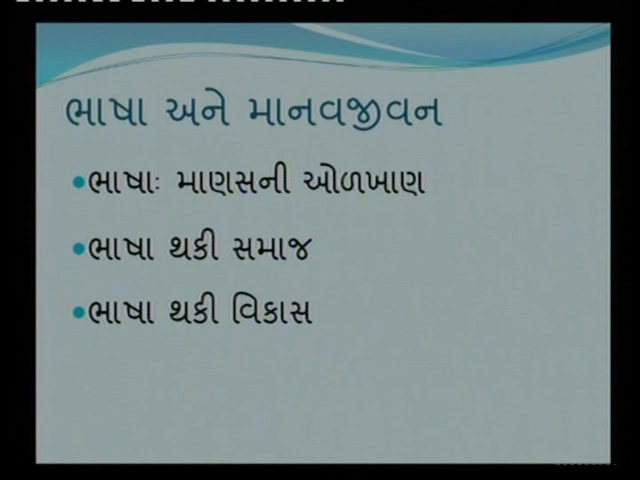 ભાષા અને માનવજીવન
ભાષાઃ માણસની ઓળખાણ
ભાષા થકી સમાજ
ભાષા થકી વિકાસ